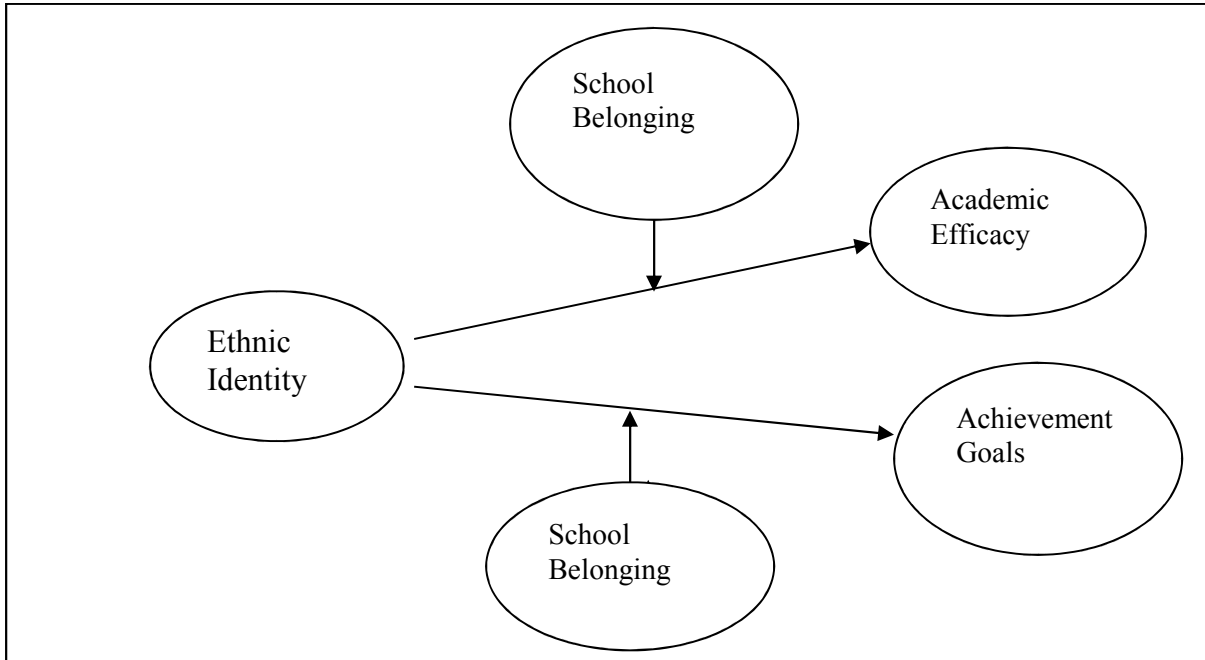 School
Belonging
Academic
Efficacy
Ethnic
Identity
Achievement
Goals
School
Belonging